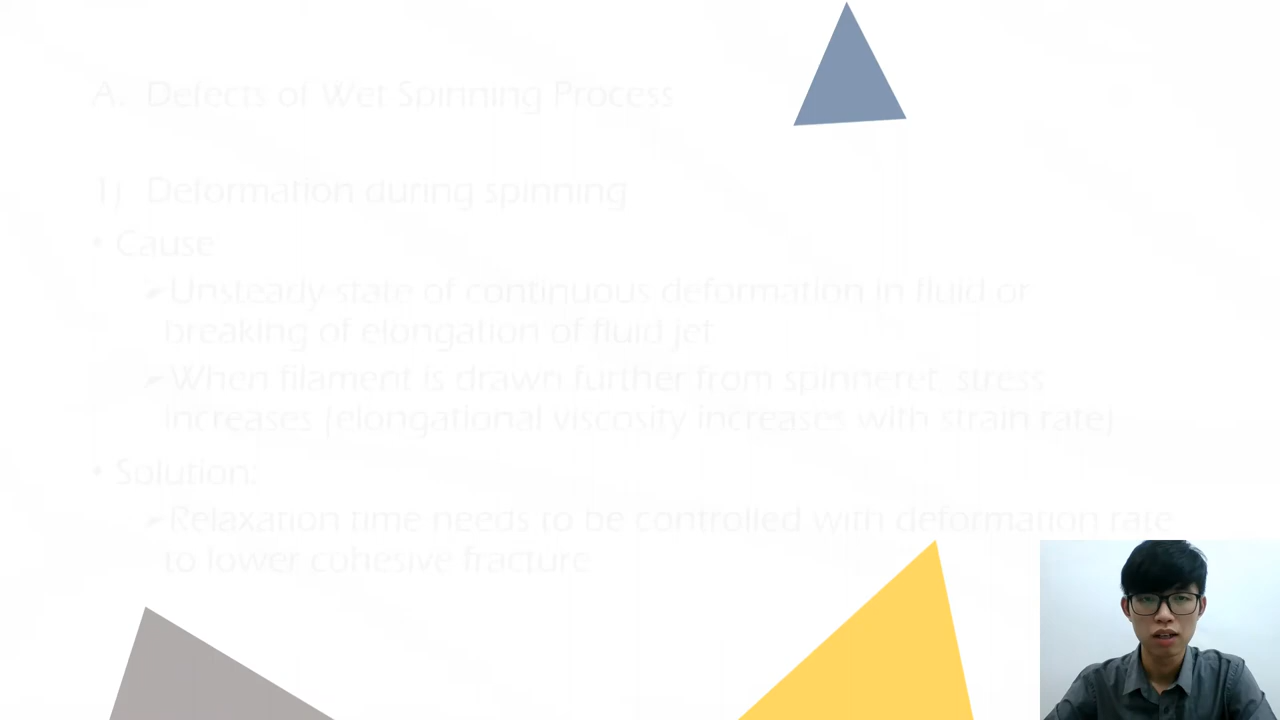 A. Defects of Wet Spinning Process
1) Deformation during spinning
• Cause
➢Unsteady state of continuous deformation in fluid or
breaking of elongation of fluid jet
➢When filament is drawn further from spinneret, stress
increases (elongational viscosity increases with strain rate)
• Solution:
➢Relaxation time needs to be controlled with deformation rate
to lower cohesive fracture